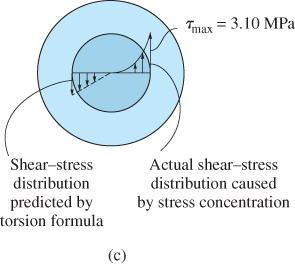 τmax = 3.10 MPa
Shear–stress
distribution
predicted by
torsion formula
Actual shear–stress
distribution caused
by stress concentration
(c)